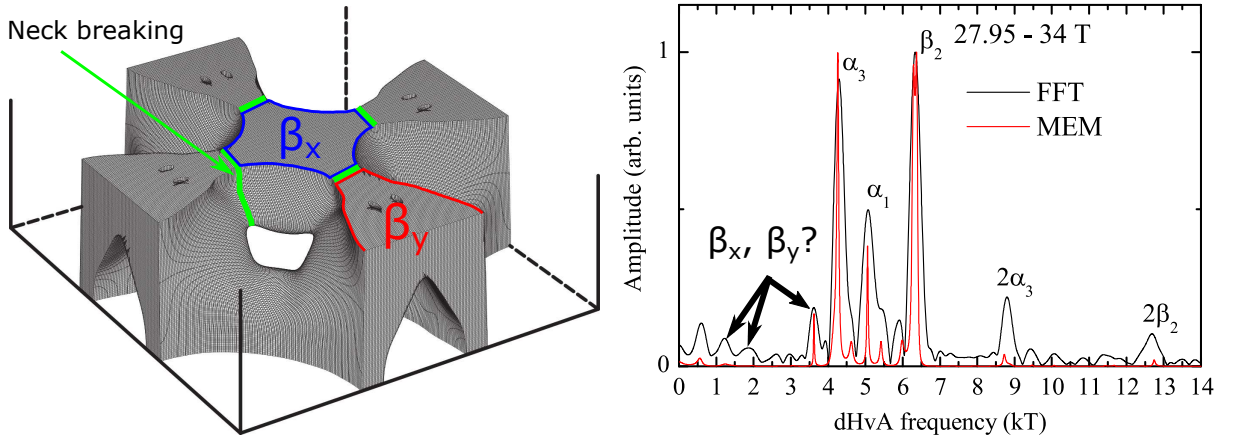 Neck breaking
βx
βy
27.95 - 34 T
FFT
MEM
α3
β2
α1
βx, βy?
2α3
2β2
1
0
Amplitude (arb. units)
0 1 2 3 4 5 6 7 8 9 10 11 12 13 14
dHvA frequency (kT)